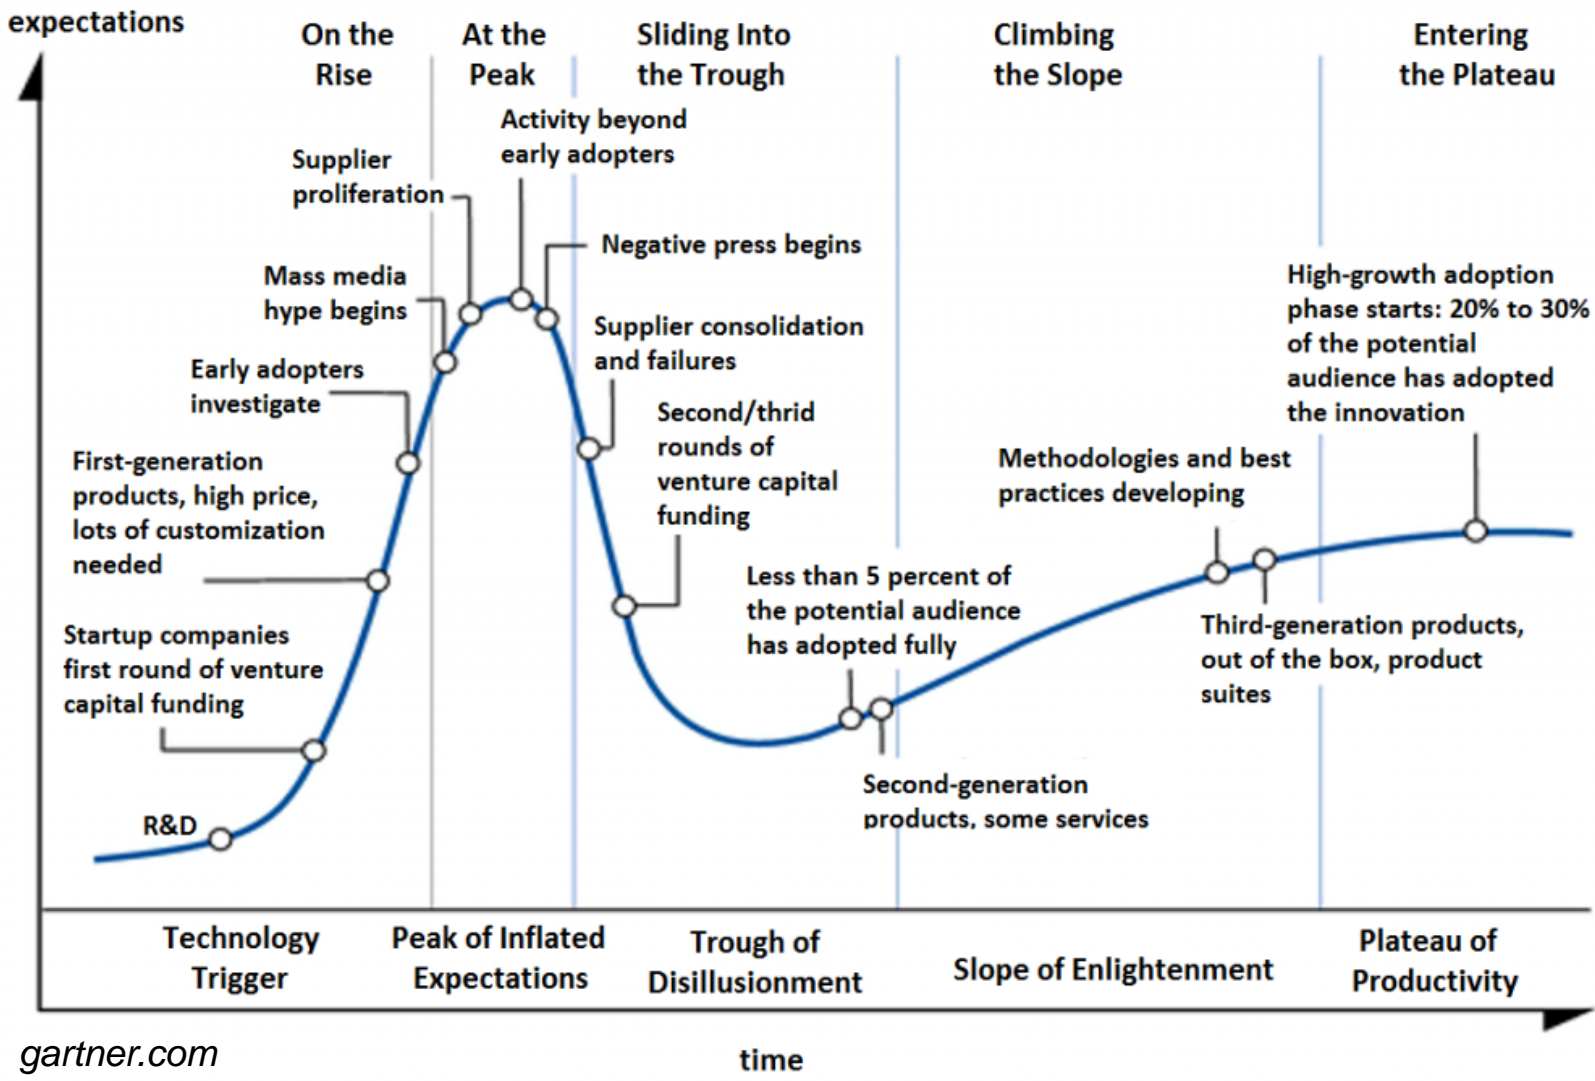 expectations
On the
Rise
At the
Peak
Sliding Into
the Trough
Climbing
the Slope
Entering
the Plateau
Activity beyond
early adopters
Supplier
proliferation
Negative press begins
Mass media
hype begins
Supplier consolidation
and failures
High-growth adoption
phase starts: 20% to 30%
of the potential
audience has adopted
the innovation
Early adopters
investigate
Second/thrid
rounds of
venture capital
funding
First-generation
products, high price,
lots of customization
needed
Methodologies and best
practices developing
Less than 5 percent of
the potential audience
has adopted fully
Startup companies
first round of venture
capital funding
Third-generation products,
out of the box, product
suites
Second-generation
products, some services
R&D
Technology
Trigger
Peak of Inflated
Expectations
Trough of
Disillusionment
Slope of Enlightenment
Plateau of
Productivity
gartner.com
time